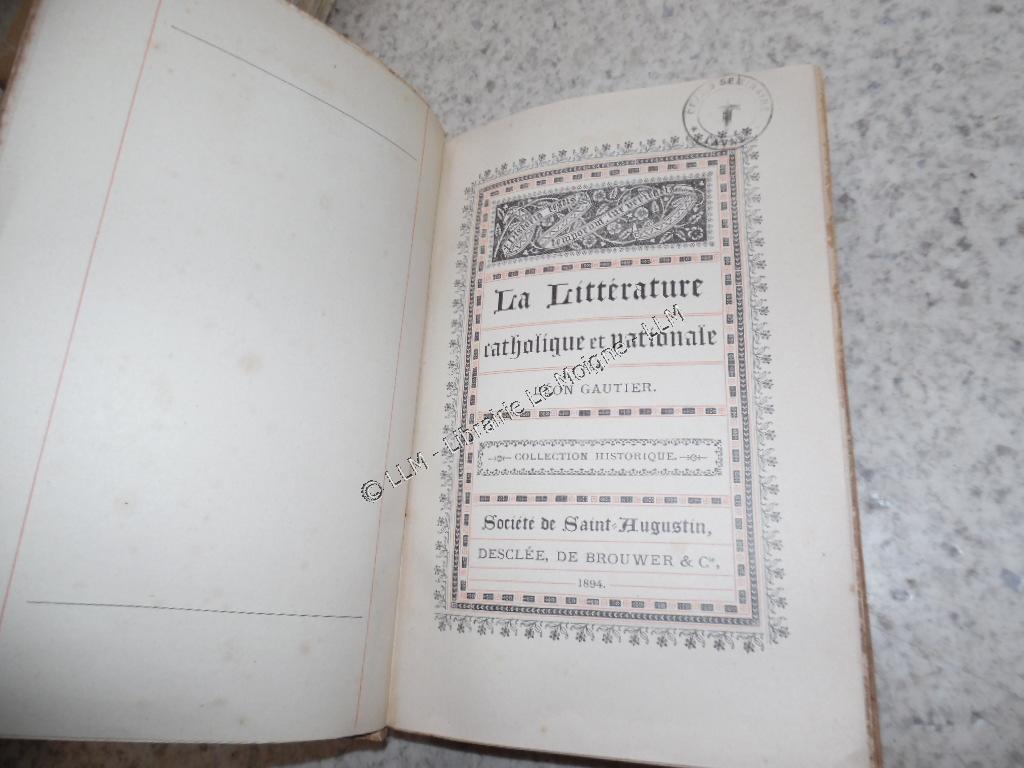 La Littérature
catholique et nationale
LÉON GAUTIER.
COLLECTION HISTORIQUE.
Société de Saint-Augustin,
DESCLÉE, DE BROUWER & Cie,
1894.
© LLM - Librairie Le Moigne - LLM